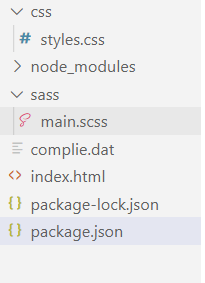 css
styles.css
node_modules
sass
main.scss
complie.dat
index.html
package-lock.json
package.json